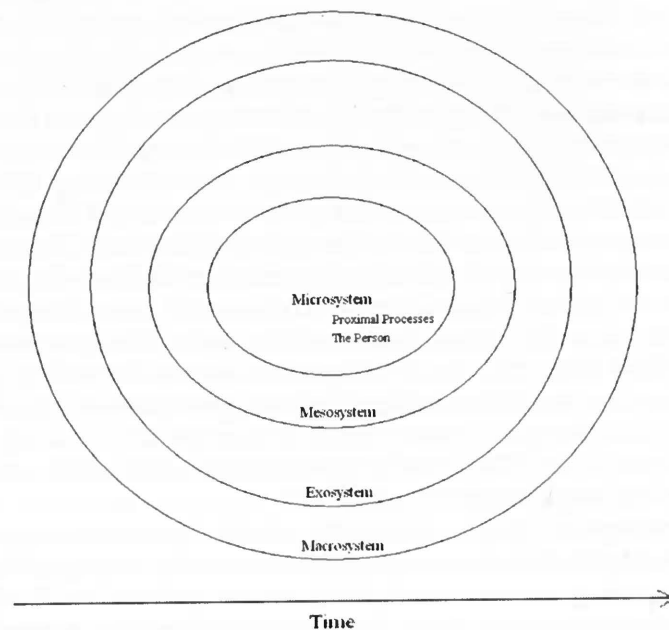 Microsystem
Proximal Processes
The Person
Mesosystem
Exosystem
Macrosystem
Time